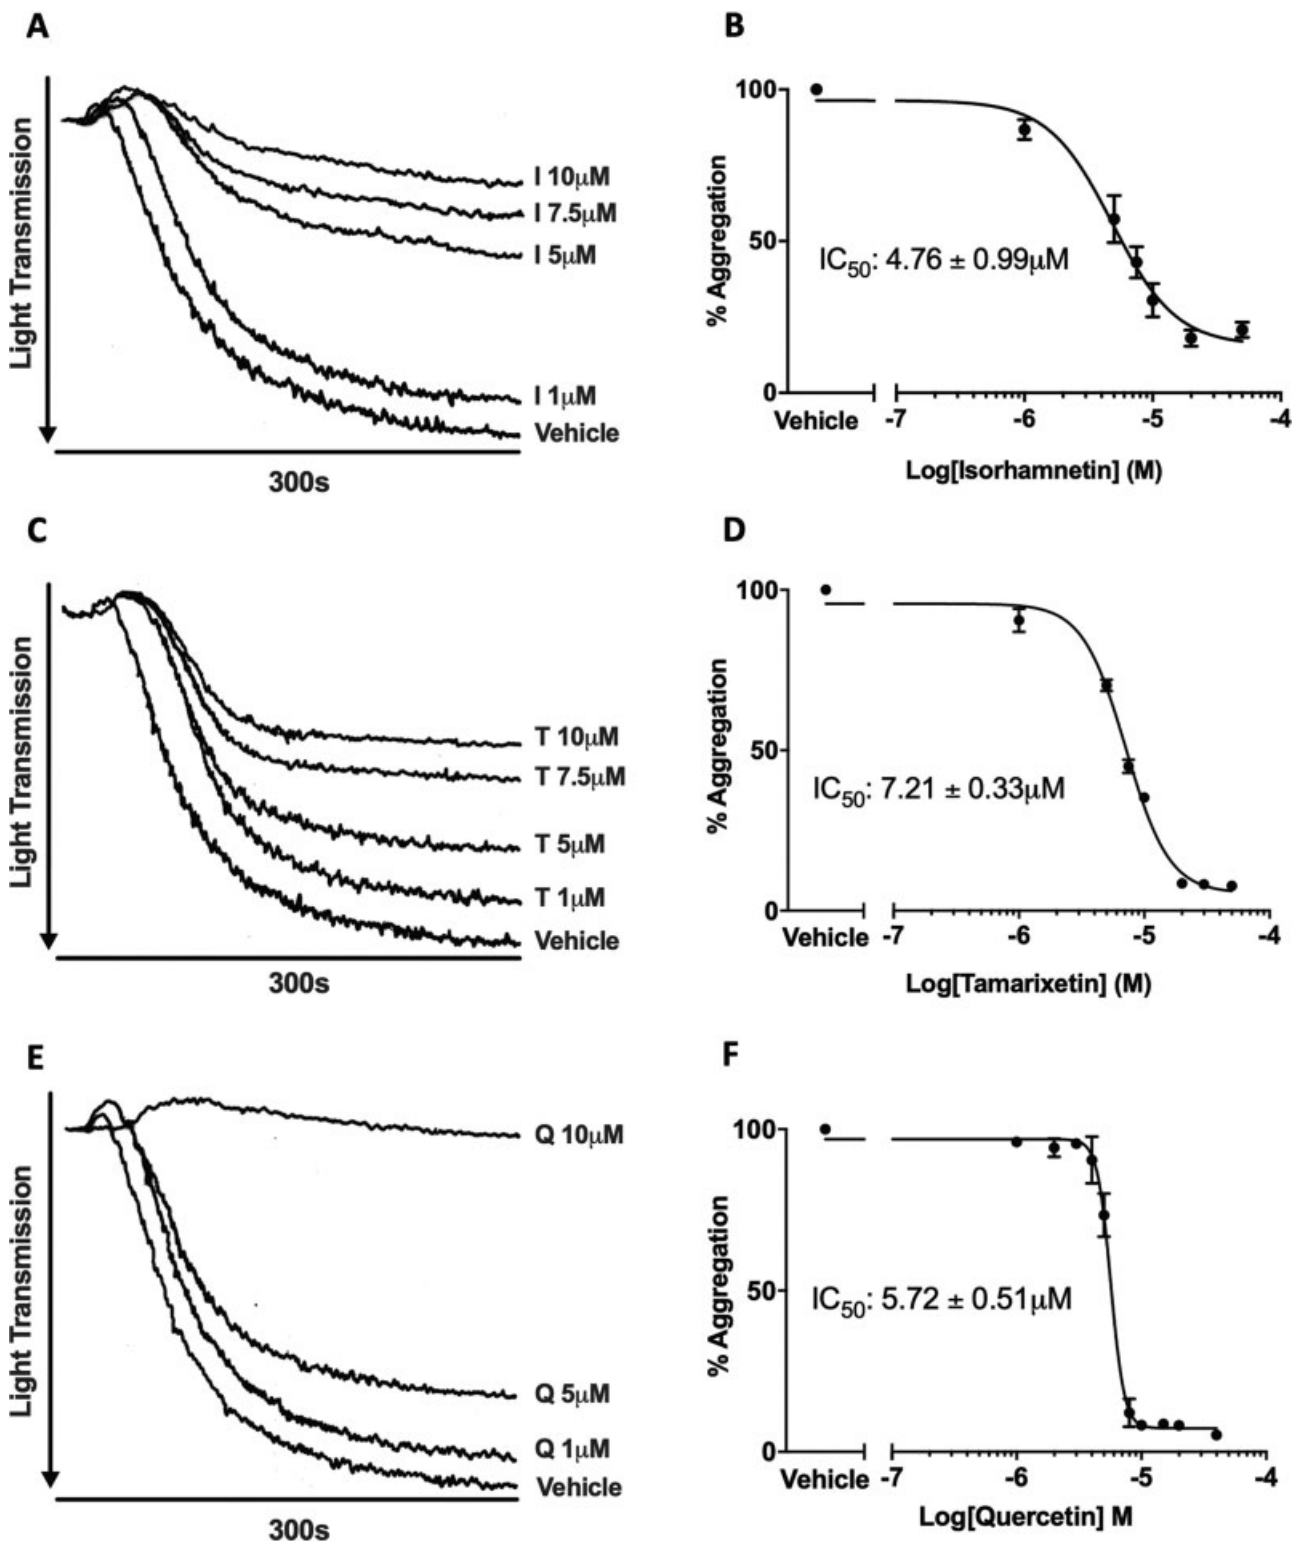 A
Light Transmission
I 10μM
I 7.5μM
I 5μM
I 1μM
Vehicle
300s
B
% Aggregation
100
50
0
IC50: 4.76 ± 0.99μM
Vehicle -7 -6 -5 -4
Log[Isorhamnetin] (M)
C
Light Transmission
T 10μM
T 7.5μM
T 5μM
T 1μM
Vehicle
300s
D
% Aggregation
100
50
0
IC50: 7.21 ± 0.33μM
Vehicle -7 -6 -5 -4
Log[Tamarixetin] (M)
E
Light Transmission
Q 10μM
Q 5μM
Q 1μM
Vehicle
300s
F
% Aggregation
100
50
0
IC50: 5.72 ± 0.51μM
Vehicle -7 -6 -5 -4
Log[Quercetin] M